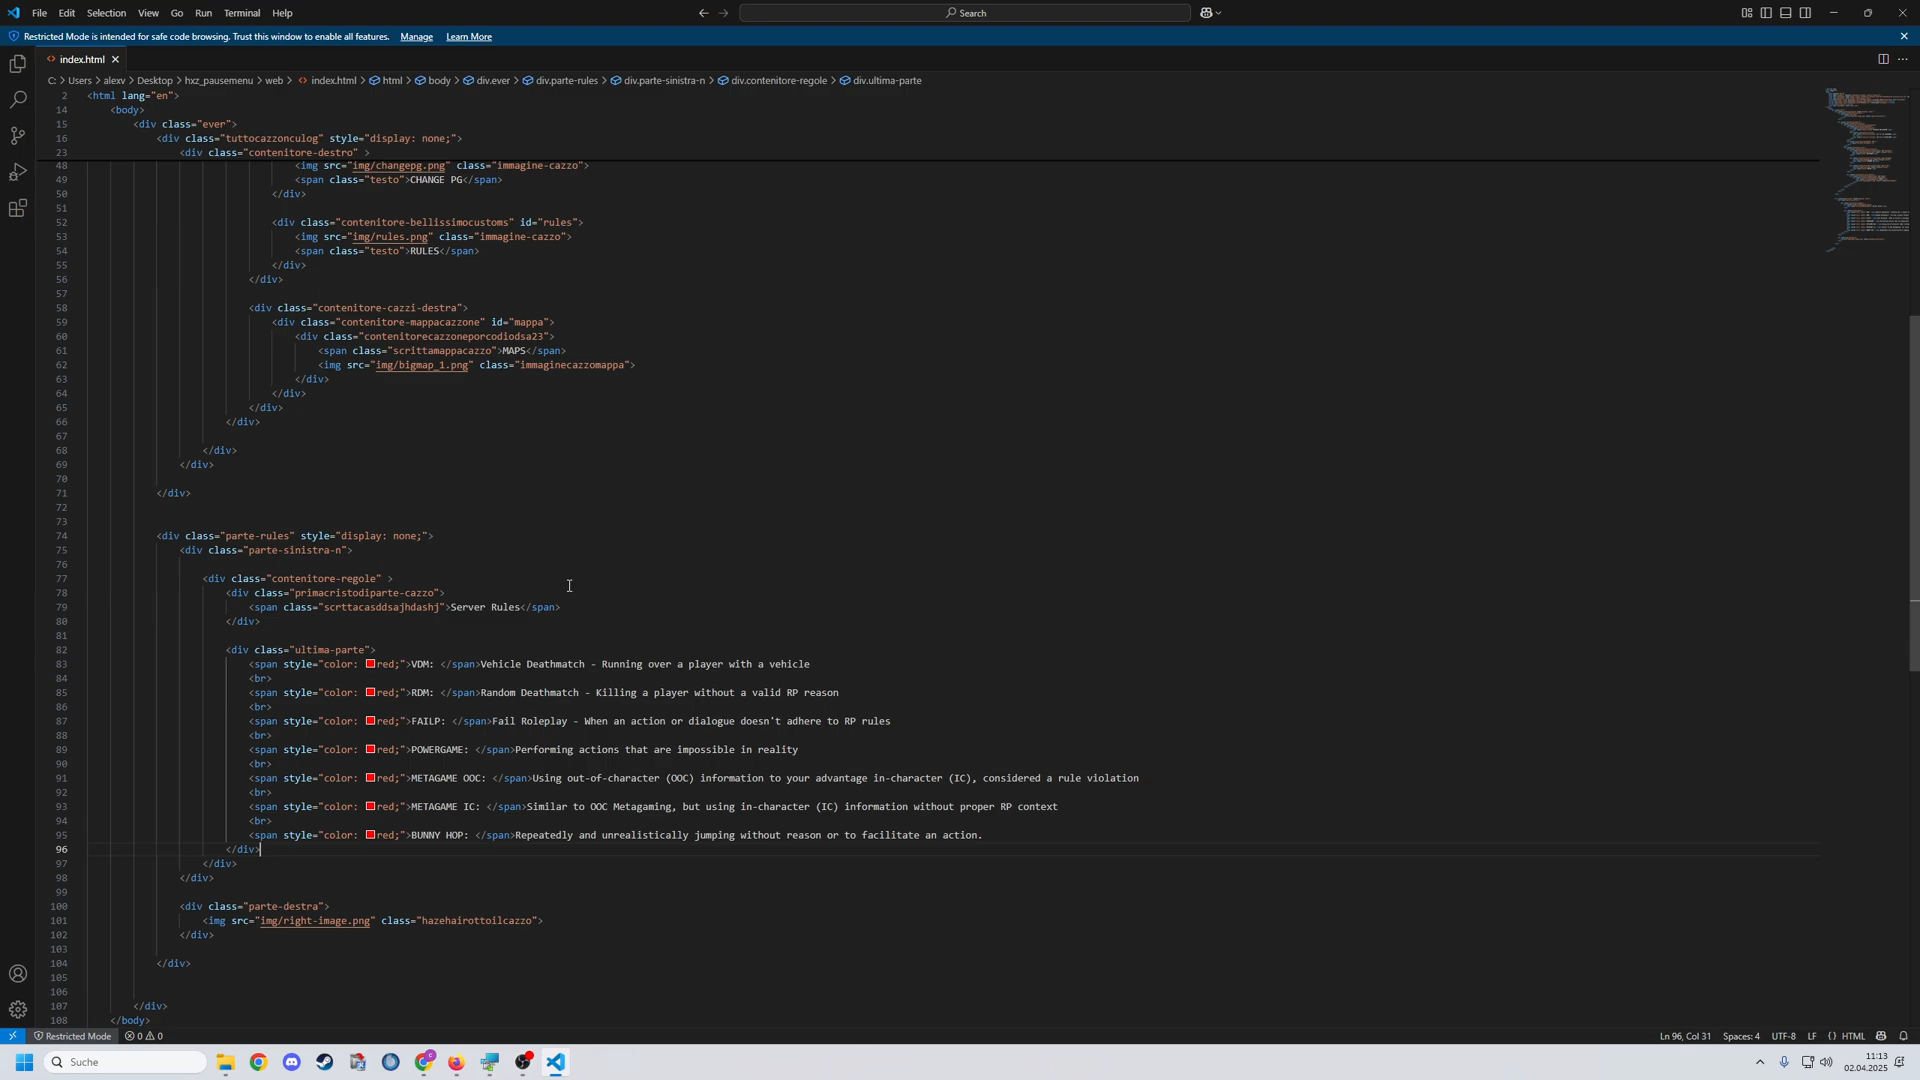 File Edit Selection View Go Run Terminal Help
Search
Restricted Mode is intended for safe code browsing. Trust this window to enable all features. Manage Learn More
index.html
C: > Users > alexv > Desktop > hxz_pausemenu > web > index.html > html > body > div.ever > div.parte-rules > div.parte-sinistra-n > div.contenitore-regole > div.ultima-parte
2 <html lang="en">
14 <body>
15 <div class="ever">
16 <div class="tuttocazzonculog" style="display: none;">
23 <div class="contenitore-destro" >
48 <img src="img/changepg.png" class="immagine-cazzo">
49 <span class="testo">CHANGE PG</span>
50 </div>
51
52 <div class="contenitore-bellissimocustoms" id="rules">
53 <img src="img/rules.png" class="immagine-cazzo">
54 <span class="testo">RULES</span>
55 </div>
56 </div>
57
58 <div class="contenitore-cazzi-destra">
59 <div class="contenitore-mappacazzone" id="mappa">
60 <div class="contenitorecazzoneporcodiodsa23">
61 <span class="scrittamappacazzo">MAPS</span>
62 <img src="img/bigmap_1.png" class="immaginecazzomappa">
63 </div>
64 </div>
65 </div>
66 </div>
67
68 </div>
69 </div>
70
71 </div>
72
73
74 <div class="parte-rules" style="display: none;">
75 <div class="parte-sinistra-n">
76
77 <div class="contenitore-regole" >
78 <div class="primacristodiparte-cazzo">
79 <span class="scrttacasddsajhdashj">Server Rules</span>
80 </div>
81
82 <div class="ultima-parte">
83 <span style="color: red;">VDM: </span>Vehicle Deathmatch - Running over a player with a vehicle
84 <br>
85 <span style="color: red;">RDM: </span>Random Deathmatch - Killing a player without a valid RP reason
86 <br>
87 <span style="color: red;">FAILP: </span>Fail Roleplay - When an action or dialogue doesn't adhere to RP rules
88 <br>
89 <span style="color: red;">POWERGAME: </span>Performing actions that are impossible in reality
90 <br>
91 <span style="color: red;">METAGAME OOC: </span>Using out-of-character (OOC) information to your advantage in-character (IC), considered a rule violation
92 <br>
93 <span style="color: red;">METAGAME IC: </span>Similar to OOC Metagaming, but using in-character (IC) information without proper RP context
94 <br>
95 <span style="color: red;">BUNNY HOP: </span>Repeatedly and unrealistically jumping without reason or to facilitate an action.
96 </div>
97 </div>
98 </div>
99
100 <div class="parte-destra">
101 <img src="img/right-image.png" class="hazehairottoilcazzo">
102 </div>
103
104 </div>
105
106
107 </div>
108 </body>
Restricted Mode 0 0 Ln 96, Col 31 Spaces: 4 UTF-8 LF {} HTML
Suche
11:13
02.04.2025